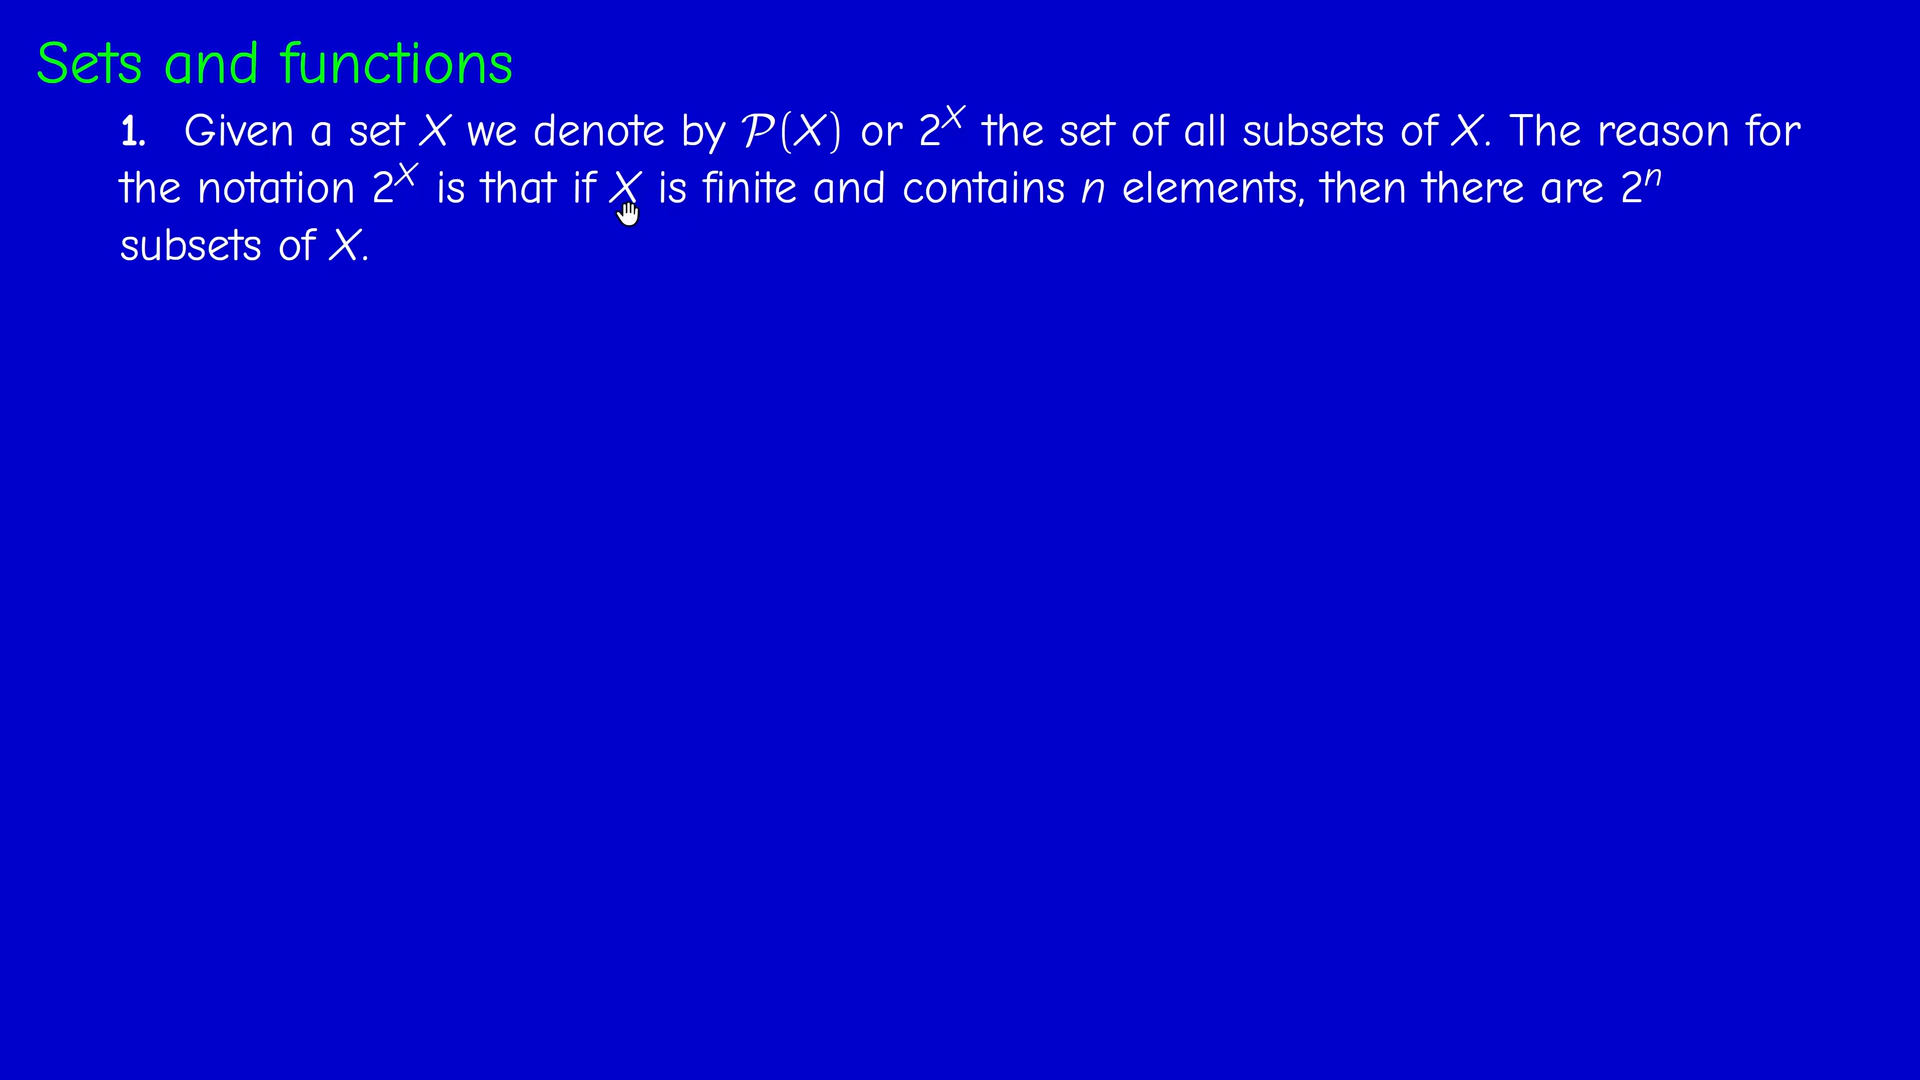 Sets and functions
1. Given a set X we denote by 𝒫(X) or 2^X the set of all subsets of X. The reason for
the notation 2^X is that if X is finite and contains n elements, then there are 2^n
subsets of X.